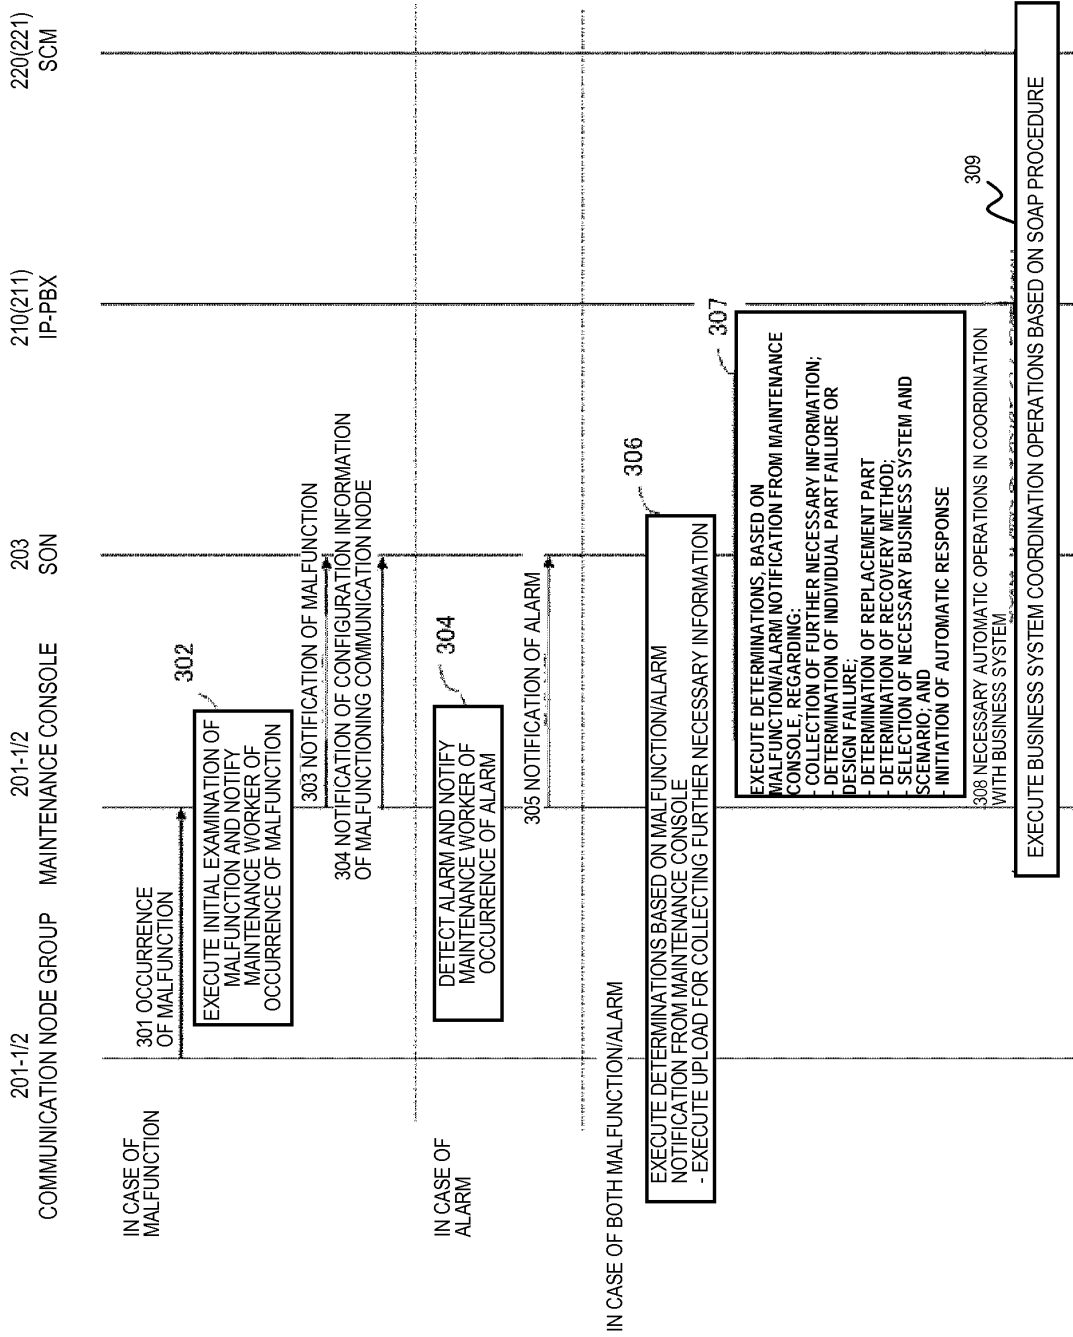 201-1/2
COMMUNICATION NODE GROUP
201-1/2
MAINTENANCE CONSOLE
203
SON
210(211)
IP-PBX
220(221)
SCM
IN CASE OF
MALFUNCTION
301 OCCURRENCE
OF MALFUNCTION
302
EXECUTE INITIAL EXAMINATION OF
MALFUNCTION AND NOTIFY
MAINTENANCE WORKER OF
OCCURRENCE OF MALFUNCTION
303 NOTIFICATION OF MALFUNCTION
304 NOTIFICATION OF CONFIGURATION INFORMATION
OF MALFUNCTIONING COMMUNICATION NODE
IN CASE OF
ALARM
304
DETECT ALARM AND NOTIFY
MAINTENANCE WORKER OF
OCCURRENCE OF ALARM
305 NOTIFICATION OF ALARM
IN CASE OF BOTH MALFUNCTION/ALARM
306
EXECUTE DETERMINATIONS BASED ON MALFUNCTION/ALARM
NOTIFICATION FROM MAINTENANCE CONSOLE
- EXECUTE UPLOAD FOR COLLECTING FURTHER NECESSARY INFORMATION
307
EXECUTE DETERMINATIONS, BASED ON
MALFUNCTION/ALARM NOTIFICATION FROM MAINTENANCE
CONSOLE, REGARDING:
- COLLECTION OF FURTHER NECESSARY INFORMATION;
- DETERMINATION OF INDIVIDUAL PART FAILURE OR
DESIGN FAILURE;
- DETERMINATION OF REPLACEMENT PART
- DETERMINATION OF RECOVERY METHOD;
- SELECTION OF NECESSARY BUSINESS SYSTEM AND
SCENARIO; AND
- INITIATION OF AUTOMATIC RESPONSE
308 NECESSARY AUTOMATIC OPERATIONS IN COORDINATION
WITH BUSINESS SYSTEM
309
EXECUTE BUSINESS SYSTEM COORDINATION OPERATIONS BASED ON SOAP PROCEDURE